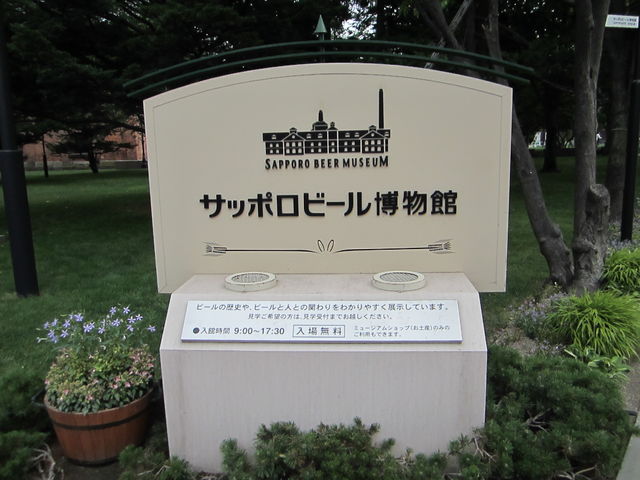 SAPPORO BEER MUSEUM
サッポロビール博物館
ビールの歴史や、ビールと人との関わりをわかりやすく展示しています。
見学ご希望の方は、見学受付までお越しください。
●入館時間 9:00〜17:30 入場無料 ミュージアムショップ(お土産)のみの
ご利用もできます。